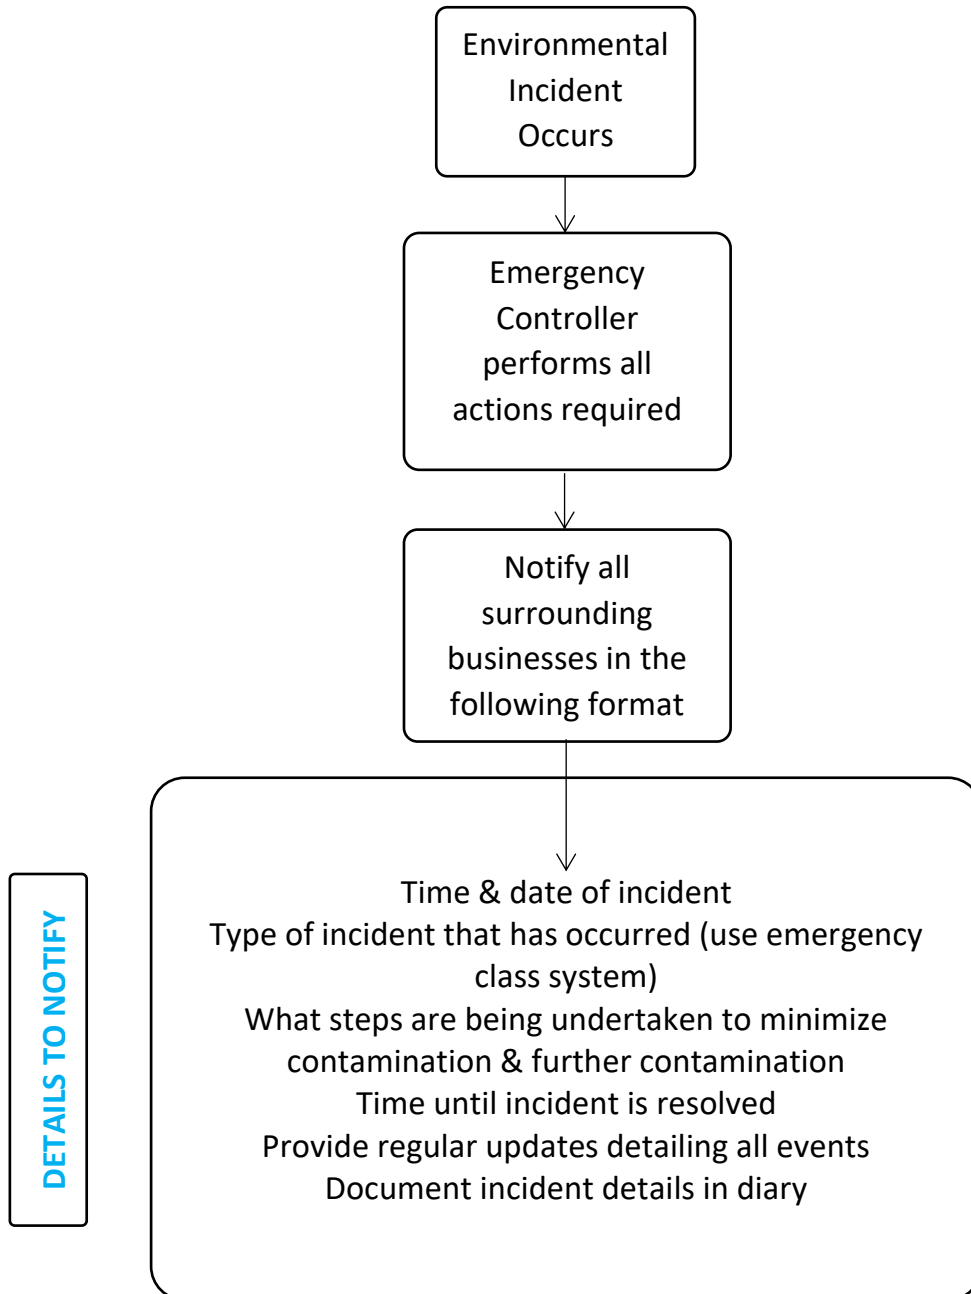 Environmental
Incident
Occurs
Emergency
Controller
performs all
actions required
Notify all
surrounding
businesses in the
following format
DETAILS TO NOTIFY
Time & date of incident
Type of incident that has occurred (use emergency
class system)
What steps are being undertaken to minimize
contamination & further contamination
Time until incident is resolved
Provide regular updates detailing all events
Document incident details in diary